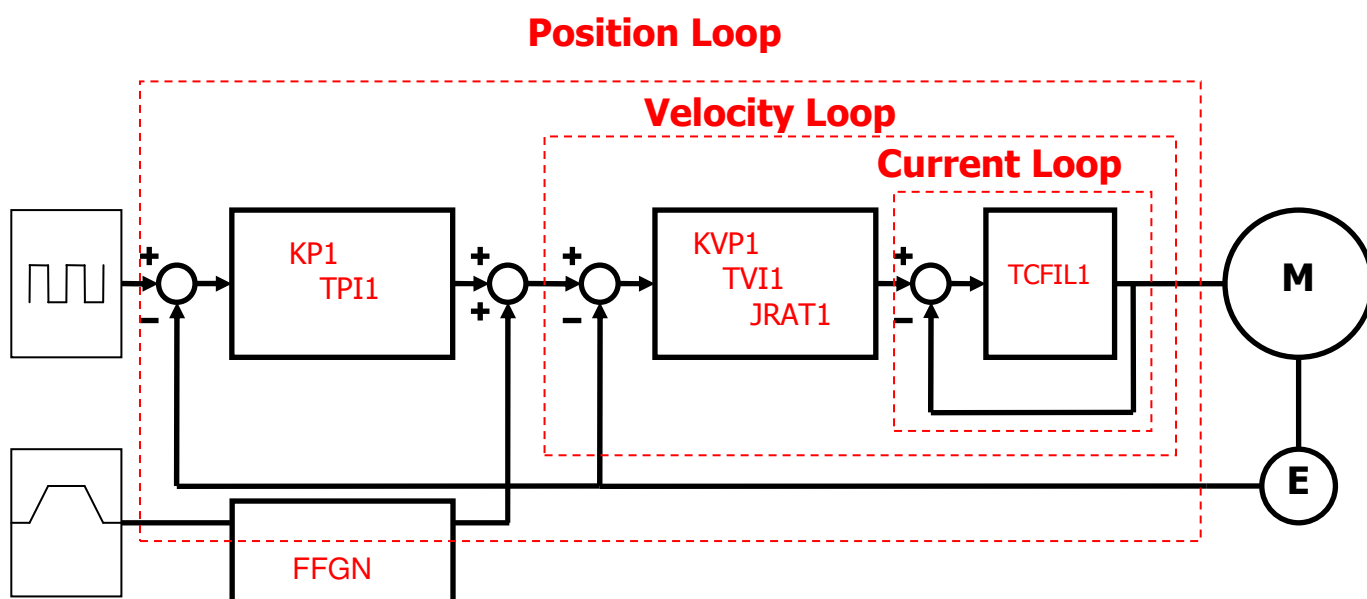 Position Loop
Velocity Loop
Current Loop
+
KP1
TPI1
−
+
+
+
−
KVP1
TVI1
JRAT1
+
−
TCFIL1
M
E
FFGN